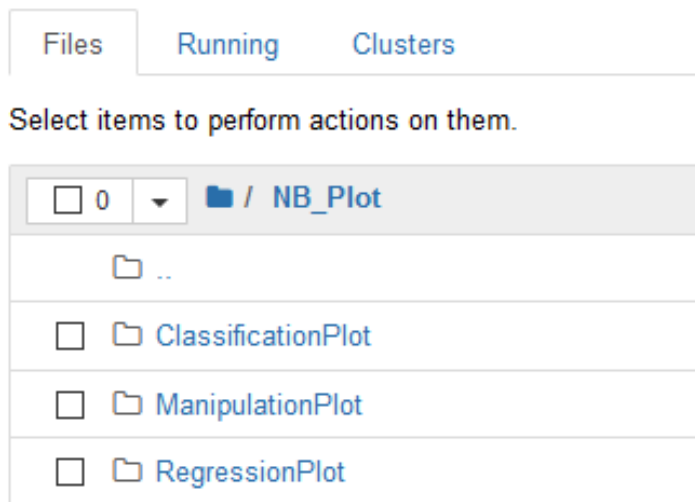 Files Running Clusters
Select items to perform actions on them.
0 / NB_Plot
..
ClassificationPlot
ManipulationPlot
RegressionPlot